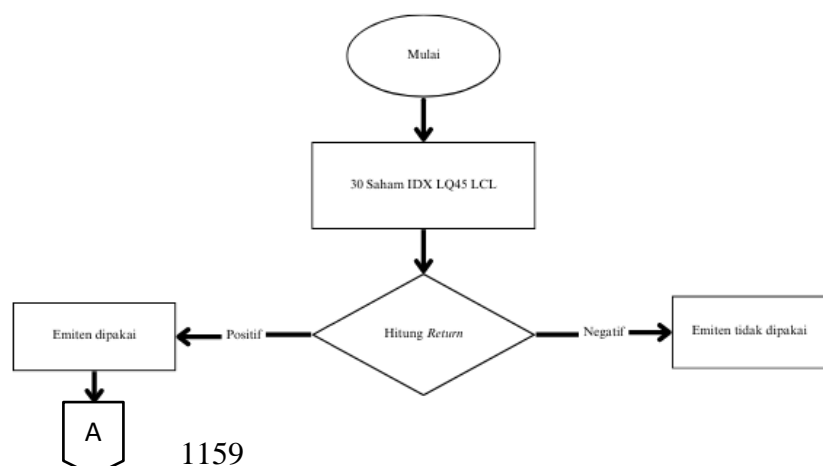 Mulai
30 Saham IDX LQ45 LCL
Emiten dipakai
Positif
Hitung Return
Negatif
Emiten tidak dipakai
A
1159